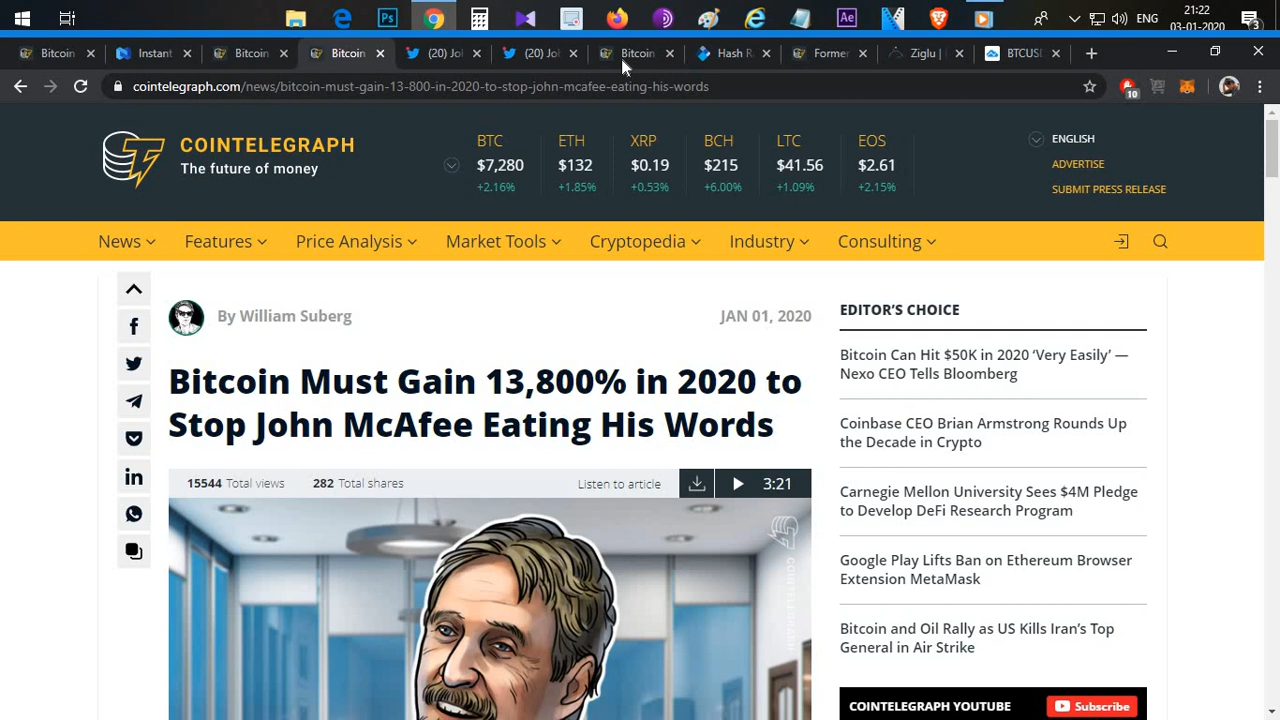 Ps
Ae
ENG
21:22
03-01-2020
3
Bitcoin
Instant
Bitcoin
Bitcoin
(20) Jol
(20) Jol
Bitcoin
Hash Ra
Former
Ziglu |
BTCUSD
cointelegraph.com/news/bitcoin-must-gain-13-800-in-2020-to-stop-john-mcafee-eating-his-words
10
COINTELEGRAPH
The future of money
BTC ETH XRP BCH LTC EOS
$7,280 $132 $0.19 $215 $41.56 $2.61
+2.16% +1.85% +0.53% +6.00% +1.09% +2.15%
ENGLISH
ADVERTISE
SUBMIT PRESS RELEASE
News Features Price Analysis Market Tools Cryptopedia Industry Consulting
By William Suberg JAN 01, 2020
Bitcoin Must Gain 13,800% in 2020 to
Stop John McAfee Eating His Words
15544 Total views 282 Total shares Listen to article 3:21
COINTELEGRAPH
EDITOR'S CHOICE
Bitcoin Can Hit $50K in 2020 ‘Very Easily’ —
Nexo CEO Tells Bloomberg
Coinbase CEO Brian Armstrong Rounds Up
the Decade in Crypto
Carnegie Mellon University Sees $4M Pledge
to Develop DeFi Research Program
Google Play Lifts Ban on Ethereum Browser
Extension MetaMask
Bitcoin and Oil Rally as US Kills Iran’s Top
General in Air Strike
COINTELEGRAPH YOUTUBE Subscribe